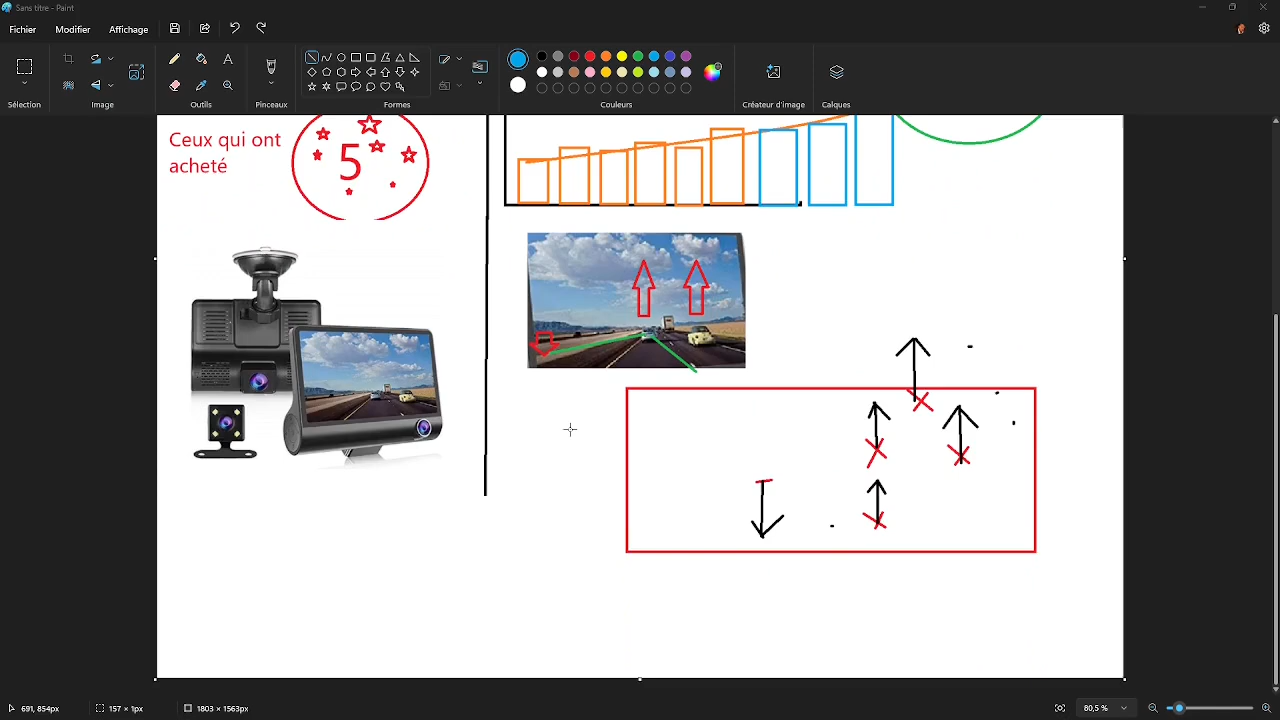 Sans titre - Paint
Fichier
Modifier
Affichage
Sélection
Image
Outils
Pinceaux
Formes
Couleurs
Créateur d'image
Calques
Ceux qui ont
acheté
5
691, 854px
157 × 1px
1803 × 1563px
80,5 %